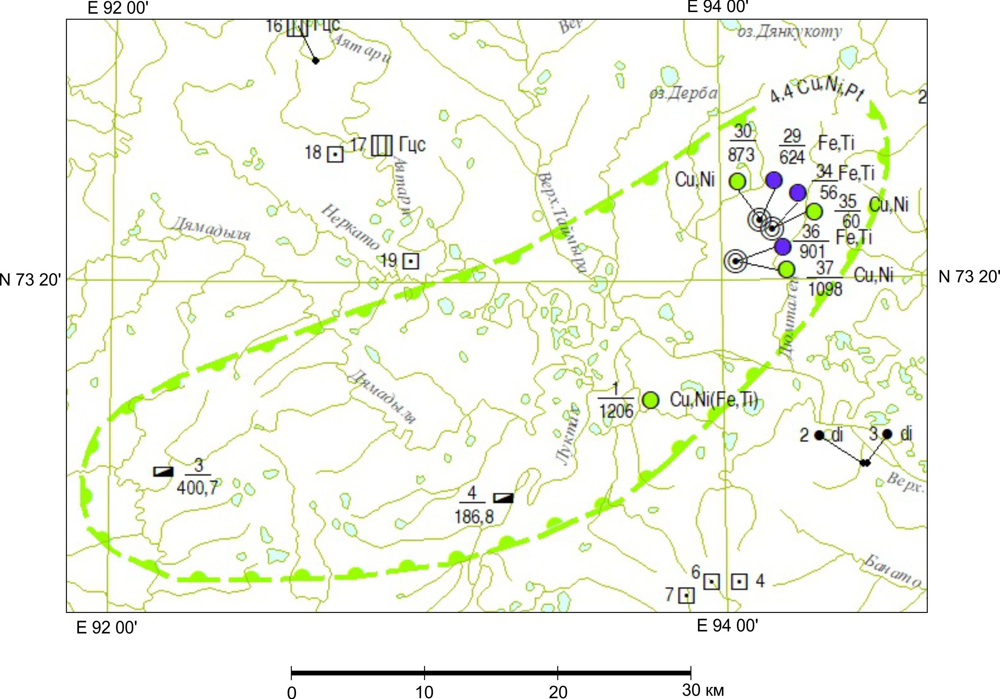 E 92 00'
E 94 00'
16 Гцс
Аятари
Вер
оз.Дянкукоту
4.4 Cu,Ni,Pt
оз.Дерба
2
30
873
29
624
Fe,Ti
18
17
Гцс
Аятари
Верх.Таймыра
Cu,Ni
34
56
Fe,Ti
35
60
Cu,Ni
Дямадыля
Неркато
36
901
Fe,Ti
19
37
1098
Cu,Ni
N 73 20'
N 73 20'
Дюмталей
Дямадыля
1
1206
Cu,Ni(Fe,Ti)
Луктах
2 di
3 di
3
400,7
Верх.
4
186,8
Банато
6
4
7
E 92 00'
E 94 00'
0 10 20 30 км